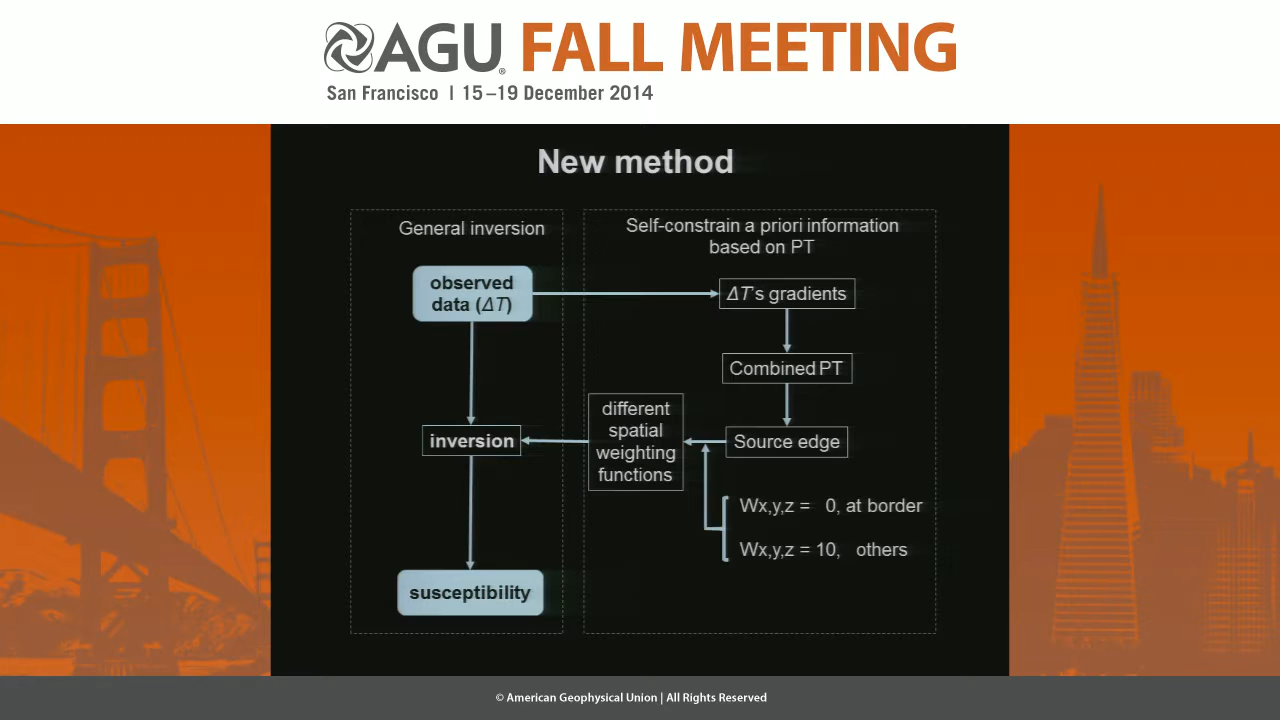 AGU FALL MEETING
San Francisco | 15–19 December 2014
New method
General inversion
Self-constrain a priori information
based on PT
observed
data (ΔT)
ΔT's gradients
Combined PT
different
spatial
weighting
functions
inversion
Source edge
Wx,y,z = 0, at border
Wx,y,z = 10, others
susceptibility
© American Geophysical Union | All Rights Reserved